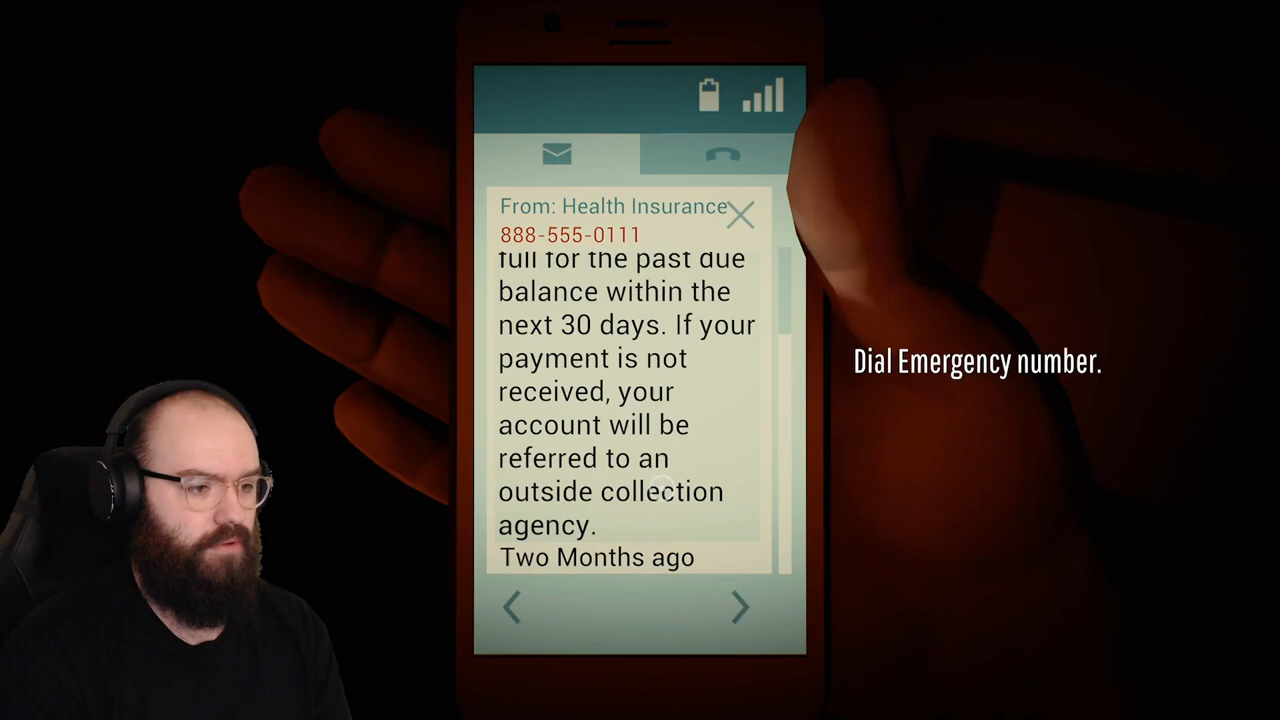 From: Health Insurance
888-555-0111
full for the past due
balance within the
next 30 days. If your
payment is not
received, your
account will be
referred to an
outside collection
agency.
Two Months ago
Dial Emergency number.